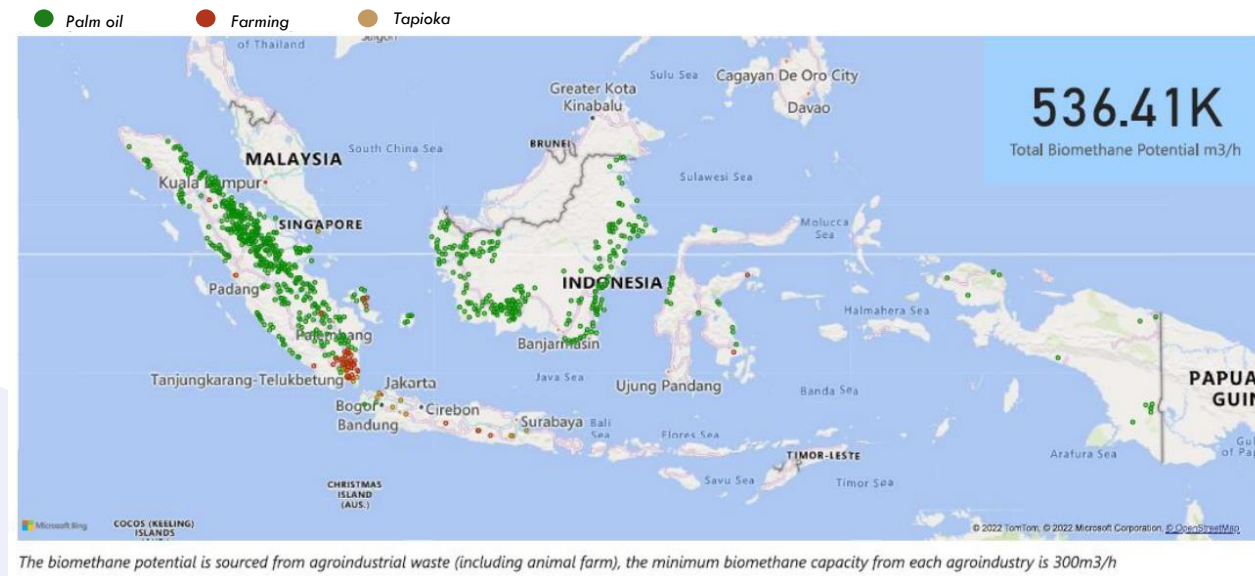 Palm oil
Farming
Tapioka
of Thailand
Saigon
Sulu Sea
Cagayan De Oro City
Greater Kota
Kinabalu
Davao
536.41K
Total Biomethane Potential m3/h
BRUNEI
South China Sea
MALAYSIA
Kuala Lumpur
Sulawesi Sea
SINGAPORE
Molucca
Sea
INDONESIA
Padang
Halmahera Sea
Palembang
Banjarmasin
Tanjungkarang-Telukbetung
Jakarta
Java Sea
Ujung Pandang
Banda Sea
PAPUA
GUIN
Bogor
Cirebon
Bandung
Surabaya
Bali
Sea
Flores Sea
TIMOR-LESTE
Arafura Sea
Gul
of Pap
Savu Sea
Timor Sea
CHRISTMAS
ISLAND
(AUS.)
Microsoft Bing
COCOS (KEELING)
ISLANDS
© 2022 TomTom, © 2022 Microsoft Corporation, © OpenStreetMap
The biomethane potential is sourced from agroindustrial waste (including animal farm), the minimum biomethane capacity from each agroindustry is 300m3/h